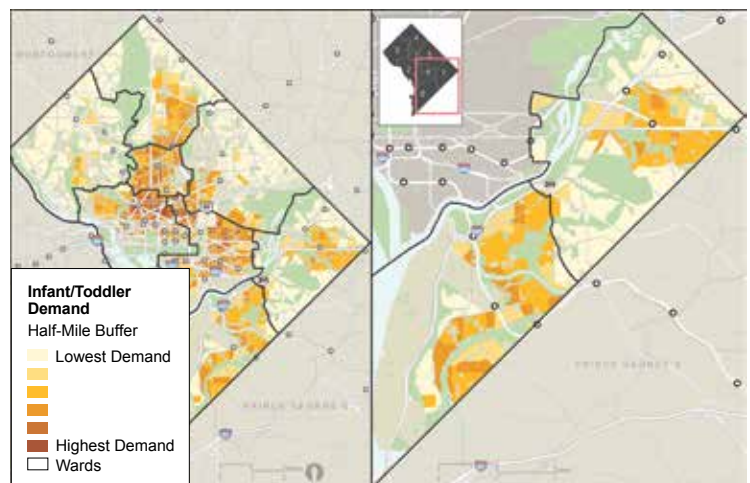 MONTGOMERY
Infant/Toddler
Demand
Half-Mile Buffer
Lowest Demand
Highest Demand
Wards
PRINCE GEORGE'S
PRINCE GEORGE'S